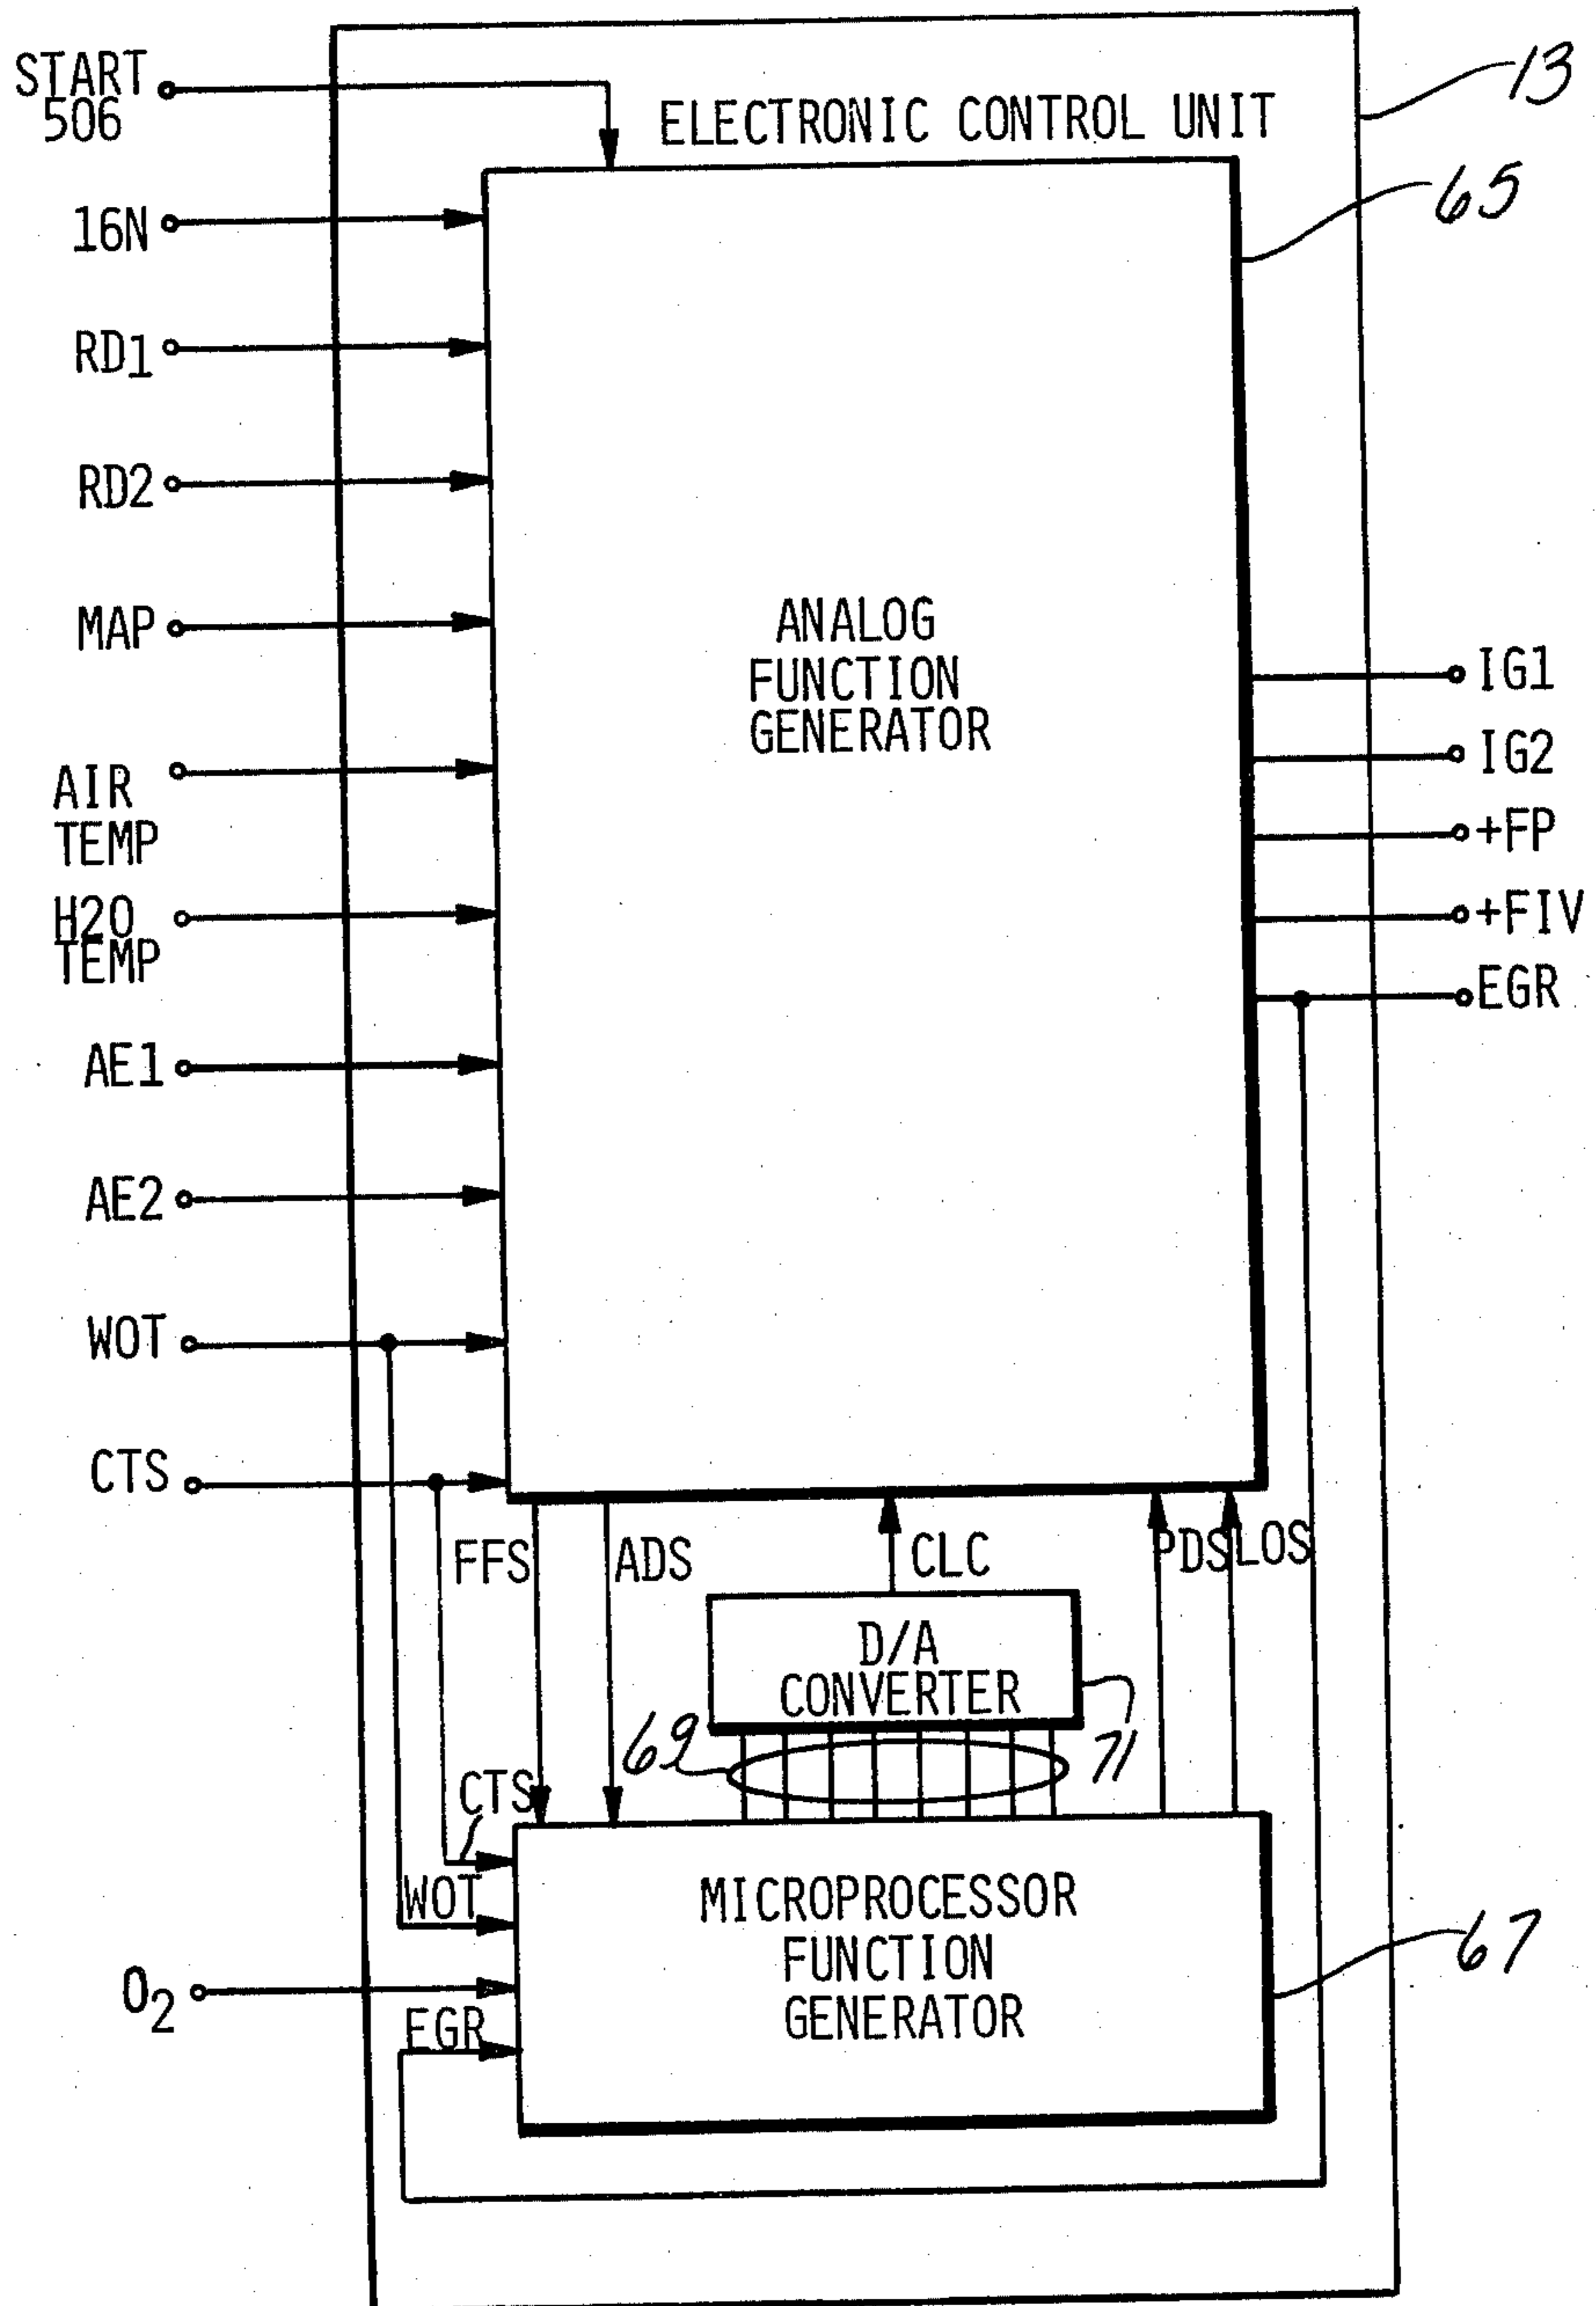 START
506
ELECTRONIC CONTROL UNIT
13
65
16N
RD1
RD2
MAP
ANALOG
FUNCTION
GENERATOR
IG1
IG2
AIR
TEMP
+FP
H2O
TEMP
+FIV
EGR
AE1
AE2
WOT
CTS
FFS
ADS
CLC
PDS
LOS
D/A
CONVERTER
69
71
CTS
WOT
MICROPROCESSOR
FUNCTION
GENERATOR
67
O2
EGR